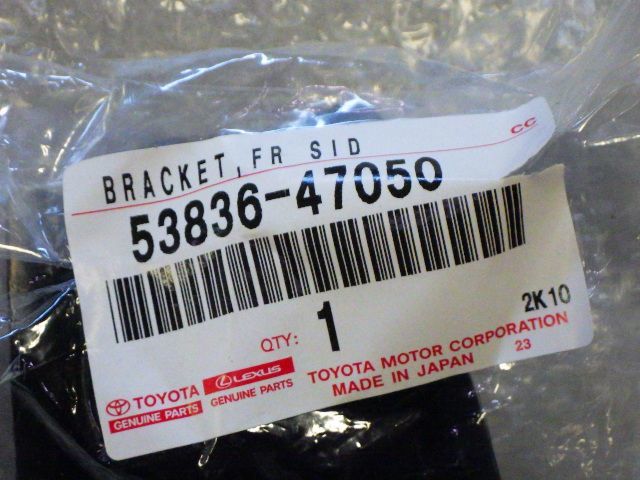 CC
BRACKET, FR SID
53836-47050
2K10
QTY: 1
TOYOTA GENUINE PARTS
LEXUS GENUINE PARTS
TOYOTA MOTOR CORPORATION
MADE IN JAPAN 23